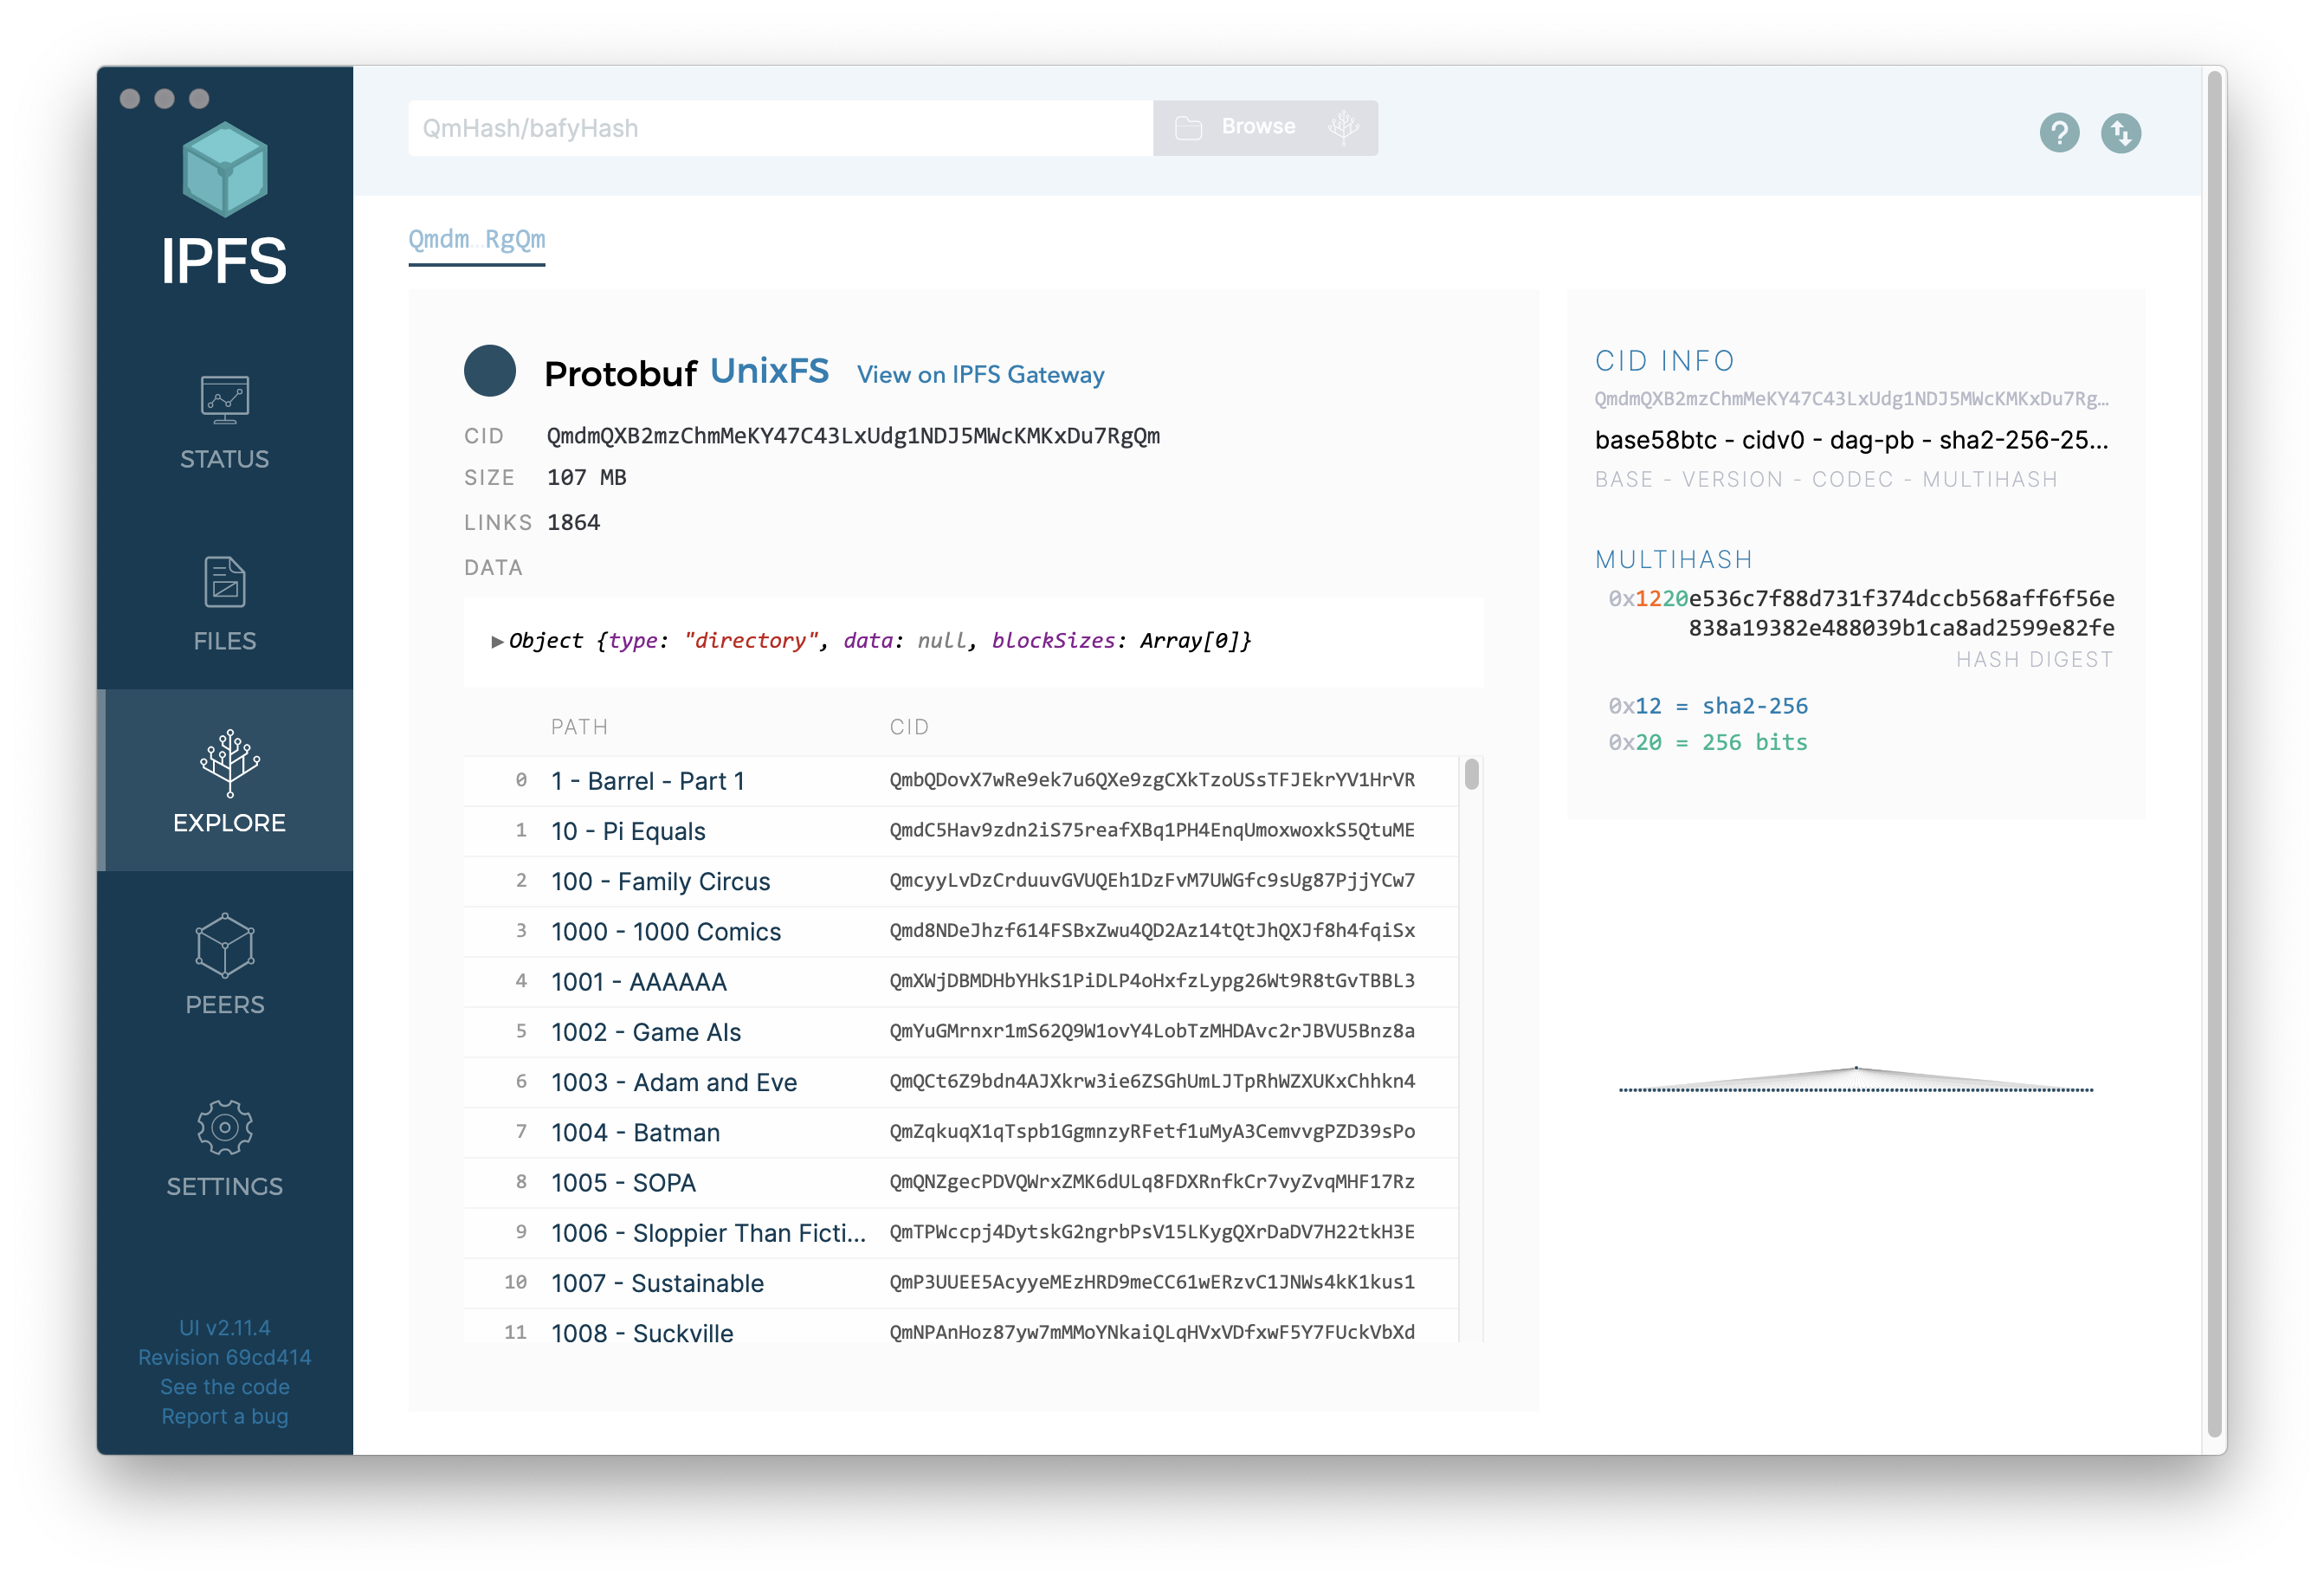 IPFS
STATUS
FILES
EXPLORE
PEERS
SETTINGS
UI v2.11.4
Revision 69cd414
See the code
Report a bug
QmHash/bafyHash
Browse
Qmdm...RgQm
Protobuf UnixFS View on IPFS Gateway
CID QmdmQXB2mzChmMeKY47C43LxUdg1NDJ5MWcKMKxDu7RgQm
SIZE 107 MB
LINKS 1864
DATA
▶Object {type: "directory", data: null, blockSizes: Array[0]}
PATH CID
0 1 - Barrel - Part 1 QmbQDovX7wRe9ek7u6QXe9zgCXkTzoUSsTFJEkrYV1HrVR
1 10 - Pi Equals QmdC5Hav9zdn2iS75reafXBq1PH4EnqUmoxwoxkS5QtuME
2 100 - Family Circus QmcyyLvDzCrduuvGVUQEh1DzFvM7UWGfc9sUg87PjjYCw7
3 1000 - 1000 Comics Qmd8NDeJhzf614FSBxZwu4QD2Az14tQtJhQXJf8h4fqiSx
4 1001 - AAAAAA QmXWjDBMDHbYHkS1PiDLP4oHxfzLypg26Wt9R8tGvTBBL3
5 1002 - Game AIs QmYuGMrnxr1mS62Q9W1ovY4LobTzMHDAvc2rJBVU5Bnz8a
6 1003 - Adam and Eve QmQCt6Z9bdn4AJXkrw3ie6ZSGhUmLJTpRhWZXUKxChhkn4
7 1004 - Batman QmZqkuqX1qTspb1GgmnzyRFetf1uMyA3CemvvgPZD39sPo
8 1005 - SOPA QmQNZgecPDVQWrxZMK6dULq8FDXRnfkCr7vyZvqMHF17Rz
9 1006 - Sloppier Than Ficti... QmTPWccpj4DytskG2ngrbPsV15LKygQXrDaDV7H22tkH3E
10 1007 - Sustainable QmP3UUEE5AcyyeMEzHRD9meCC61wERzvC1JNWs4kK1kus1
11 1008 - Suckville QmNPAnHoz87yw7mMMoYNkaiQLqHVxVDfxwF5Y7FUckVbXd
CID INFO
QmdmQXB2mzChmMeKY47C43LxUdg1NDJ5MWcKMKxDu7Rg...
base58btc - cidv0 - dag-pb - sha2-256-25...
BASE - VERSION - CODEC - MULTIHASH
MULTIHASH
0x1220e536c7f88d731f374dccb568aff6f56e
838a19382e488039b1ca8ad2599e82fe
HASH DIGEST
0x12 = sha2-256
0x20 = 256 bits